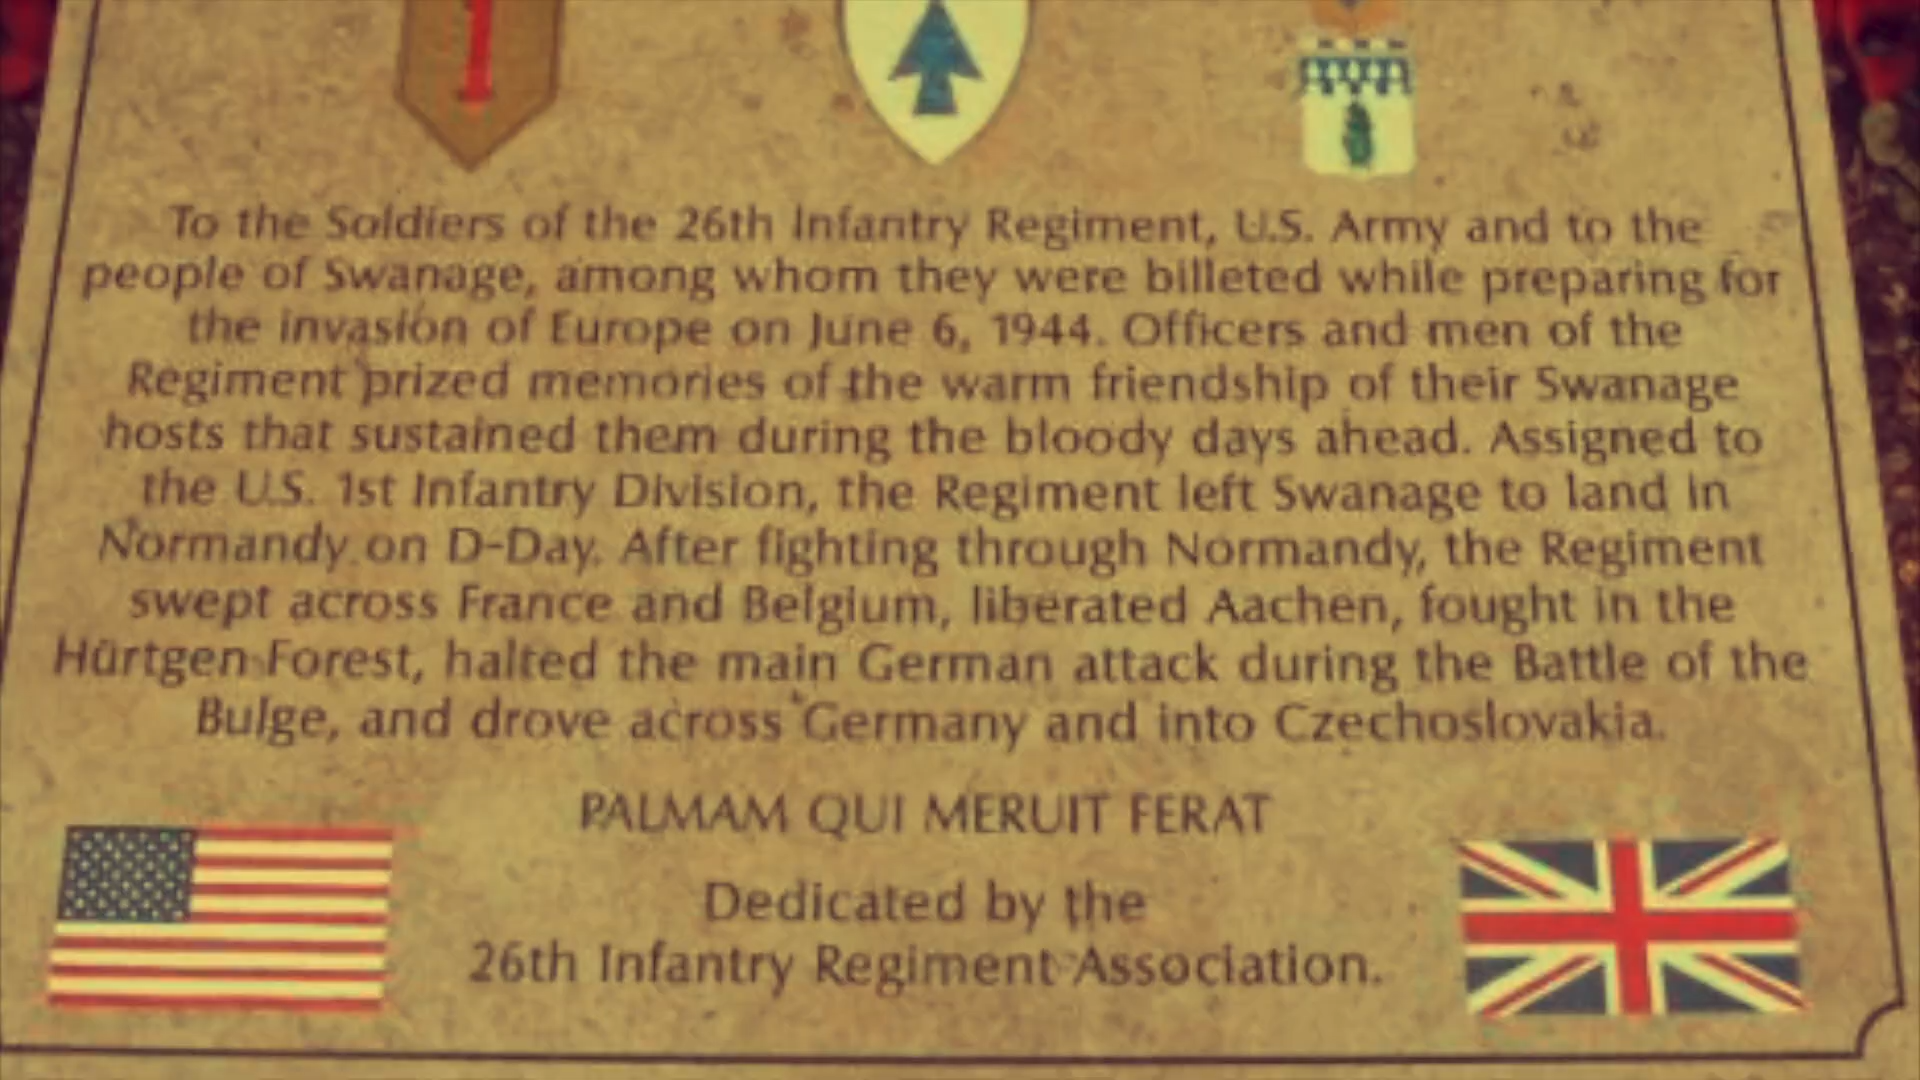 To the Soldiers of the 26th Infantry Regiment, U.S. Army and to the
people of Swanage, among whom they were billeted while preparing for
the invasion of Europe on June 6, 1944. Officers and men of the
Regiment prized memories of the warm friendship of their Swanage
hosts that sustained them during the bloody days ahead. Assigned to
the U.S. 1st Infantry Division, the Regiment left Swanage to land in
Normandy on D-Day. After fighting through Normandy, the Regiment
swept across France and Belgium, liberated Aachen, fought in the
Hürtgen Forest, halted the main German attack during the Battle of the
Bulge, and drove across Germany and into Czechoslovakia.
PALMAM QUI MERUIT FERAT
Dedicated by the
26th Infantry Regiment Association.